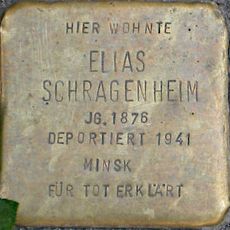 HIER WOHNTE
ELIAS
SCHRAGENHEIM
JG. 1876
DEPORTIERT 1941
MINSK
FÜR TOT ERKLÄRT